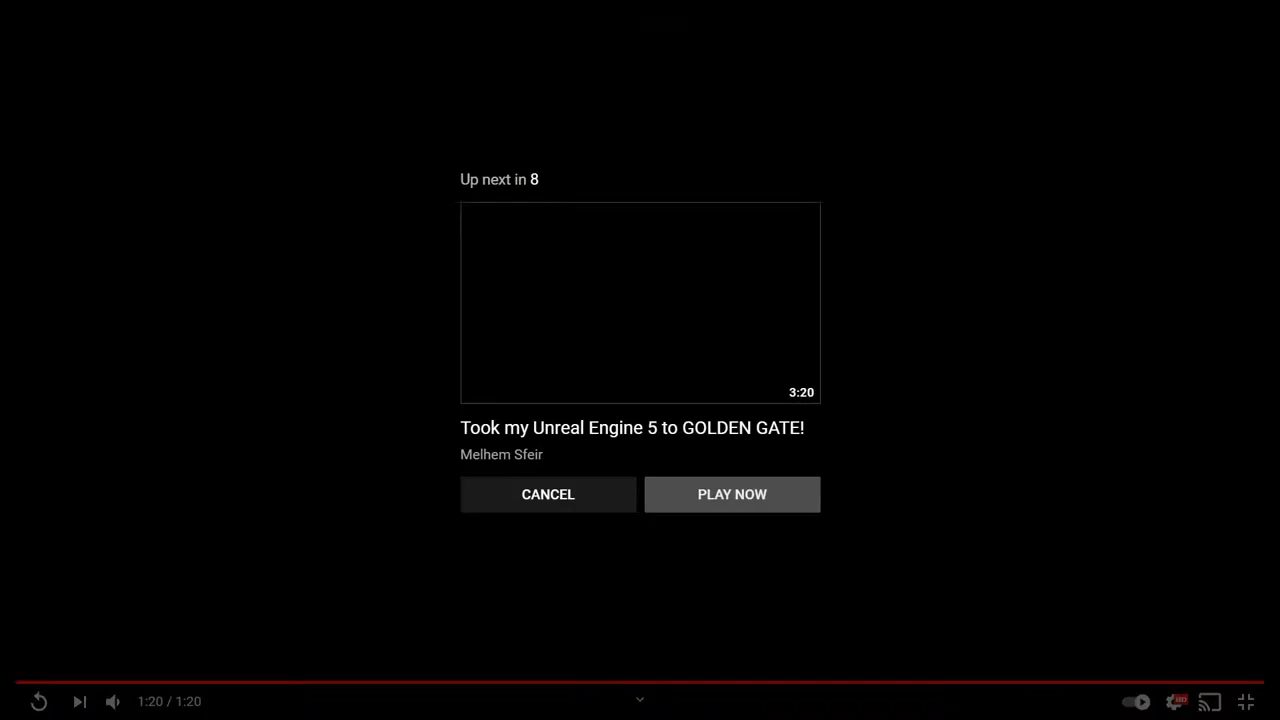 Up next in 8
3:20
Took my Unreal Engine 5 to GOLDEN GATE!
Melhem Sfeir
CANCEL PLAY NOW
1:20 / 1:20 HD